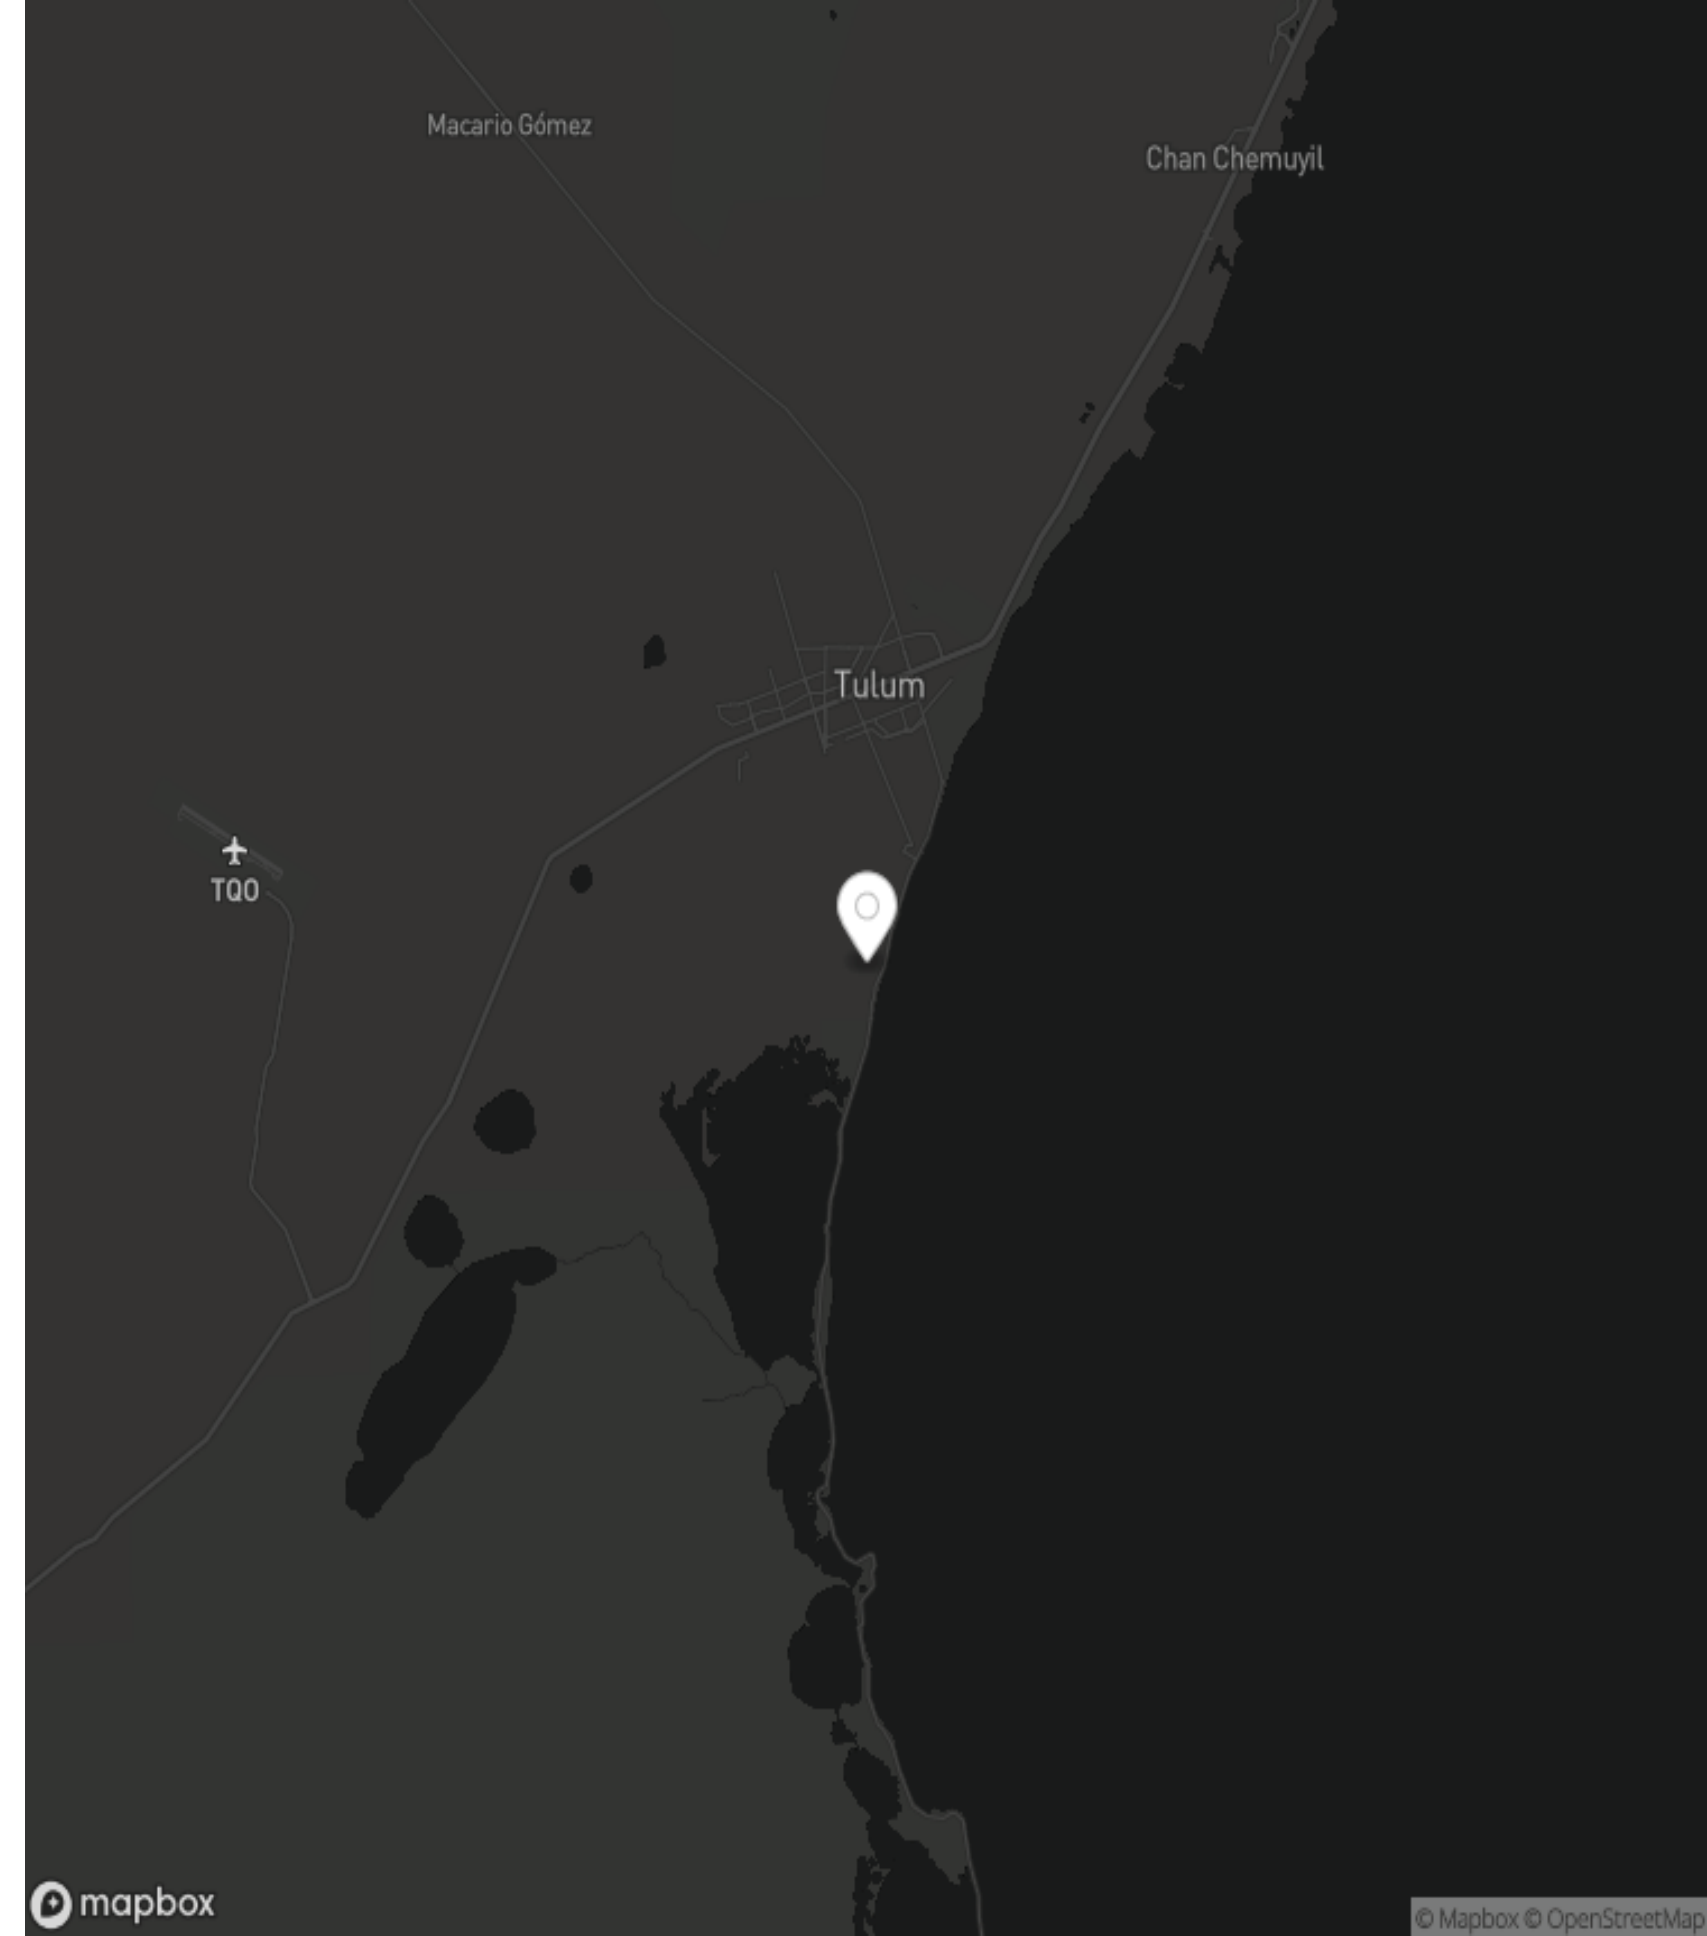 Macario Gómez
Chan Chemuyil
Tulum
TQO
mapbox
© Mapbox © OpenStreetMap